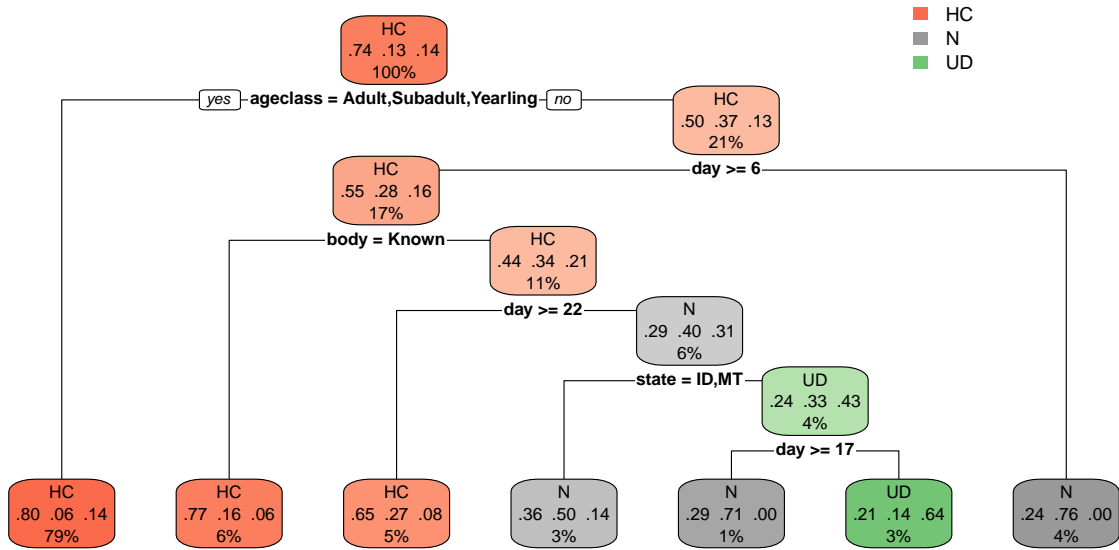 HC
.74 .13 .14
100%
HC
N
UD
yes ageclass = Adult,Subadult,Yearling no
HC
.50 .37 .13
21%
day >= 6
HC
.55 .28 .16
17%
body = Known
HC
.44 .34 .21
11%
day >= 22
N
.29 .40 .31
6%
state = ID,MT
UD
.24 .33 .43
4%
day >= 17
HC
.80 .06 .14
79%
HC
.77 .16 .06
6%
HC
.65 .27 .08
5%
N
.36 .50 .14
3%
N
.29 .71 .00
1%
UD
.21 .14 .64
3%
N
.24 .76 .00
4%